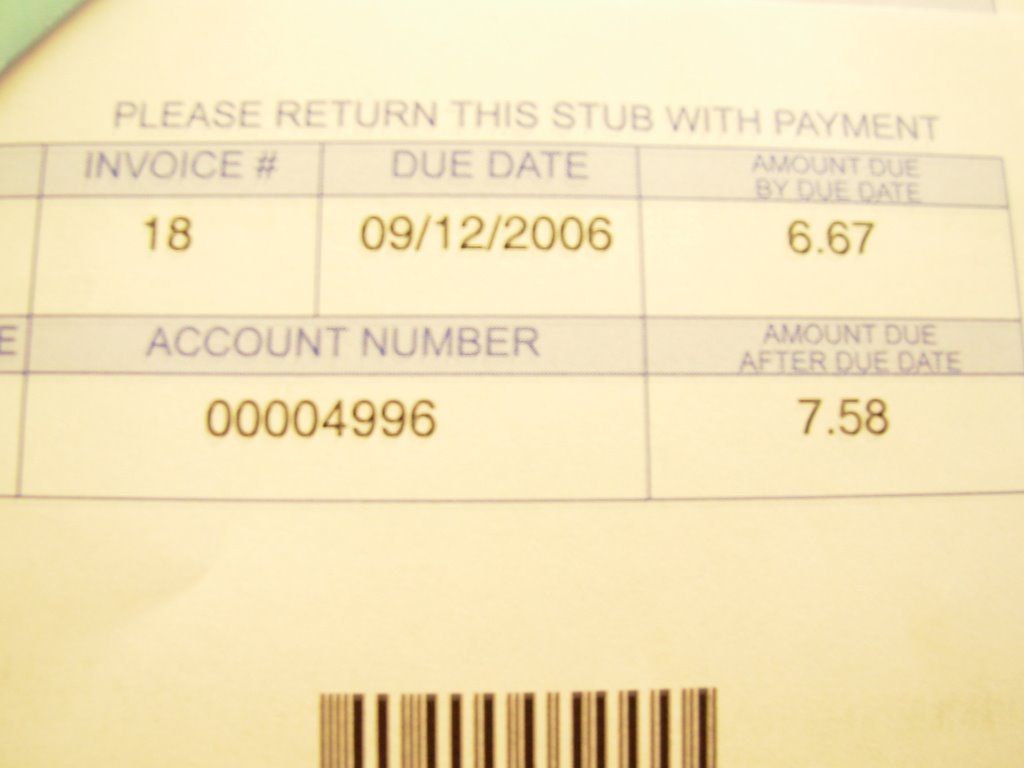 PLEASE RETURN THIS STUB WITH PAYMENT
INVOICE # DUE DATE AMOUNT DUE
BY DUE DATE
18 09/12/2006 6.67
E ACCOUNT NUMBER AMOUNT DUE
AFTER DUE DATE
00004996 7.58